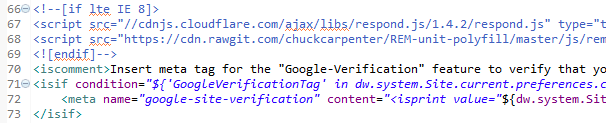 66 <!--[if lte IE 8]>
67 <script src="//cdnjs.cloudflare.com/ajax/libs/respond.js/1.4.2/respond.js" type="t
68 <script src="https://cdn.rawgit.com/chuckcarpenter/REM-unit-polyfill/master/js/rem
69 <![endif]-->
70 <iscomment>Insert meta tag for the "Google-Verification" feature to verify that yo
71 <isif condition="${'GoogleVerificationTag' in dw.system.Site.current.preferences.c
72 <meta name="google-site-verification" content="<isprint value="${dw.system.Sit
73 </isif>